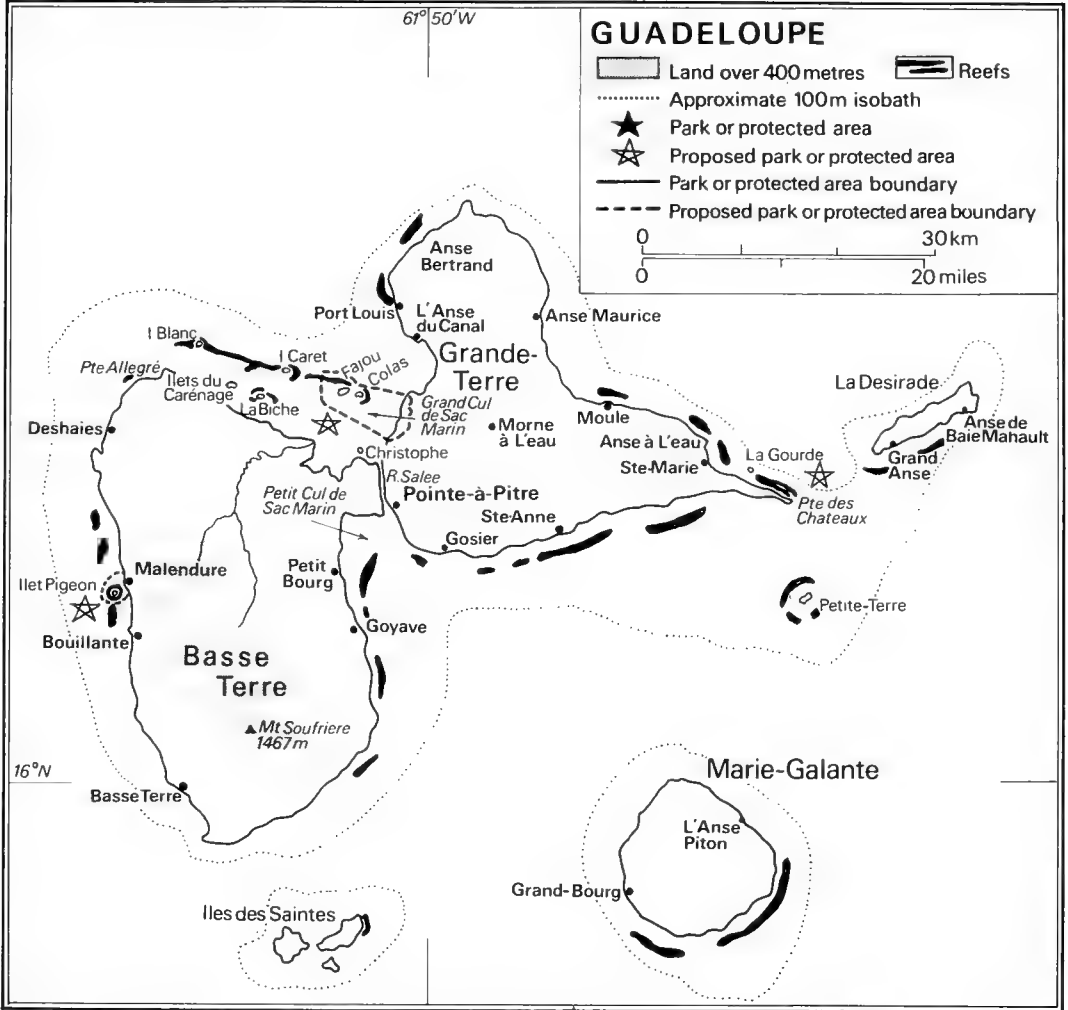 61°50'W
GUADELOUPE
Land over 400 metres
Reefs
Approximate 100m isobath
Park or protected area
Proposed park or protected area
Park or protected area boundary
Proposed park or protected area boundary
0 30 km
0 20 miles
Anse
Bertrand
Port Louis
L'Anse
du Canal
Anse Maurice
I Blanc
I Caret
Fajou
Colas
Grande-
Terre
Pte Allegré
Ilets du
Carénage
La Biche
Grand Cul
de Sac
Marin
La Desirade
Deshaies
Morne
à L'eau
Moule
Anse de
Baie Mahault
Anse à L'eau
Christophe
Ste-Marie
La Gourde
Grand
Anse
R. Salee
Petit Cul de
Sac Marin
Pointe-à-Pitre
Ste-Anne
Pte des
Chateaux
Gosier
Malendure
Petit
Bourg
Ilet Pigeon
Petite-Terre
Bouillante
Goyave
Basse
Terre
Mt Soufriere
1467m
16°N
Basse Terre
Marie-Galante
L'Anse
Piton
Grand-Bourg
Iles des Saintes